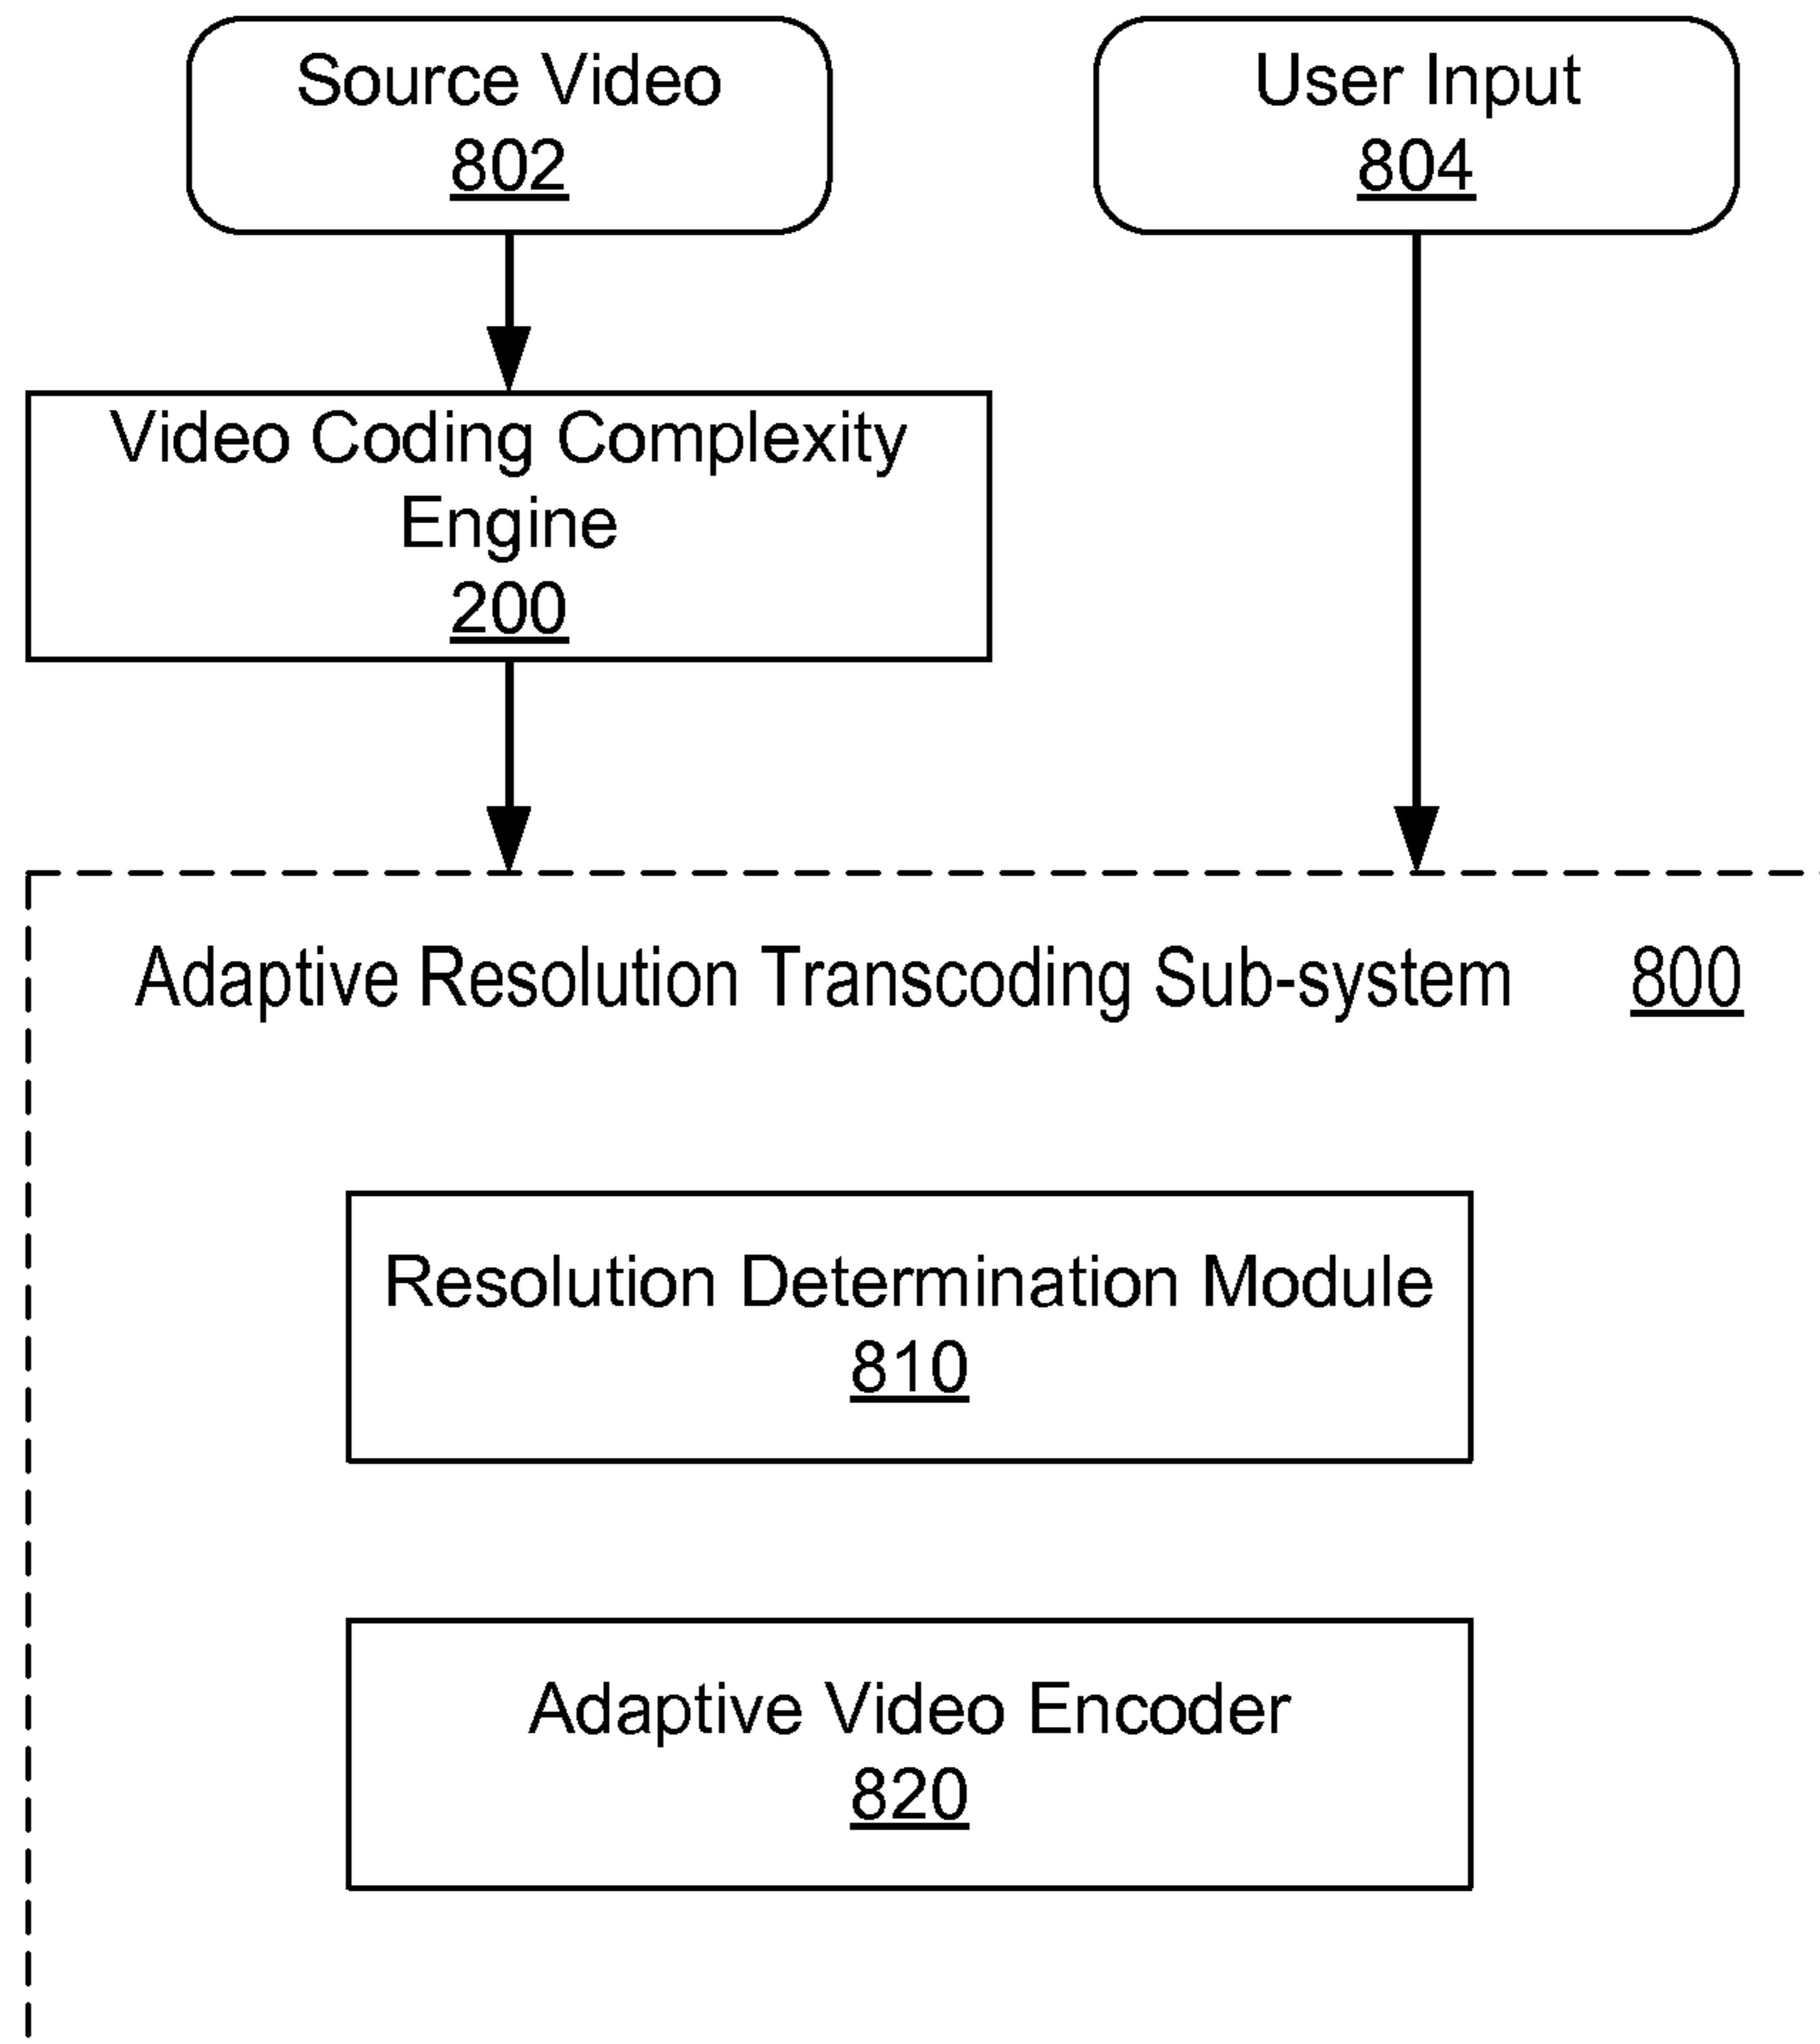 Source Video
802
User Input
804
Video Coding Complexity
Engine
200
Adaptive Resolution Transcoding Sub-system 800
Resolution Determination Module
810
Adaptive Video Encoder
820